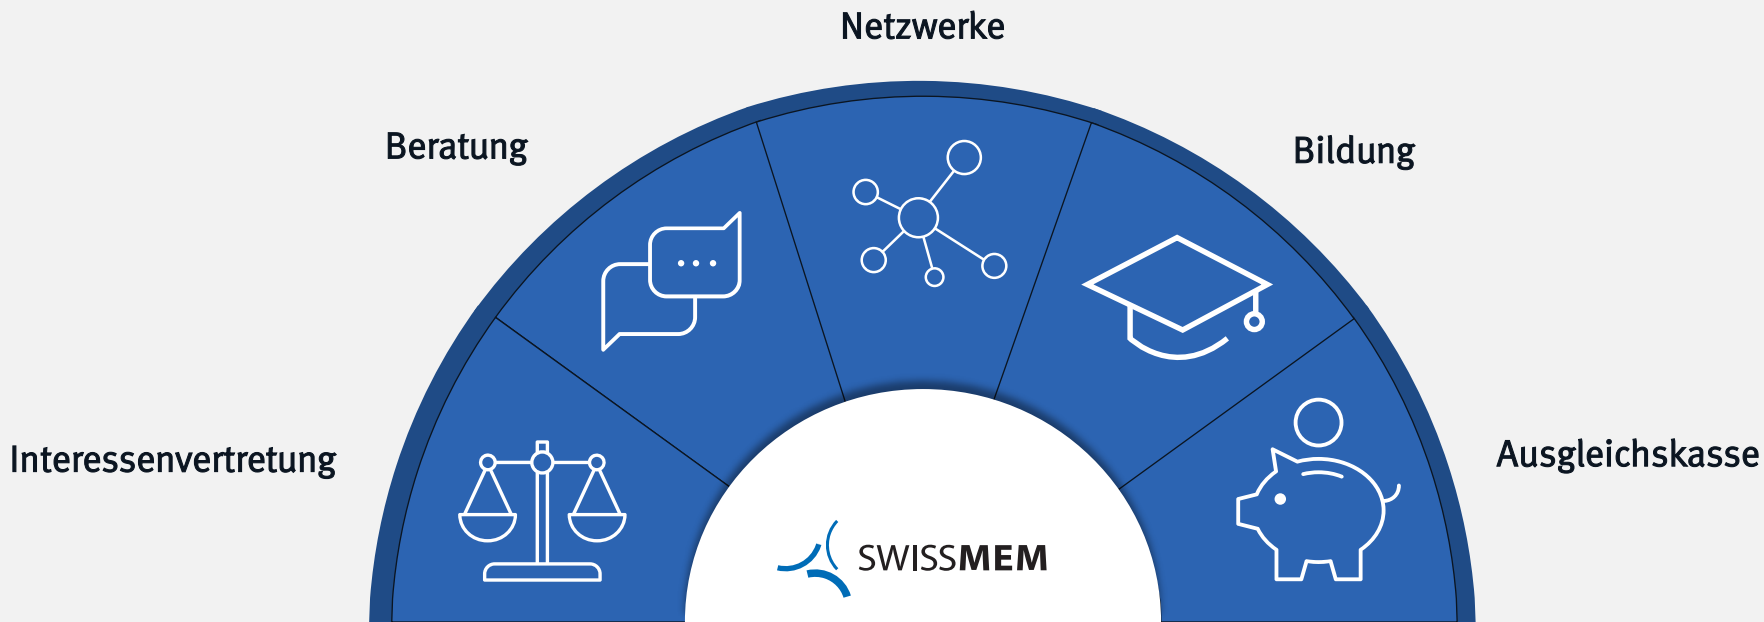 Netzwerke
Beratung
Bildung
Interessenvertretung
Ausgleichskasse
SWISSMEM